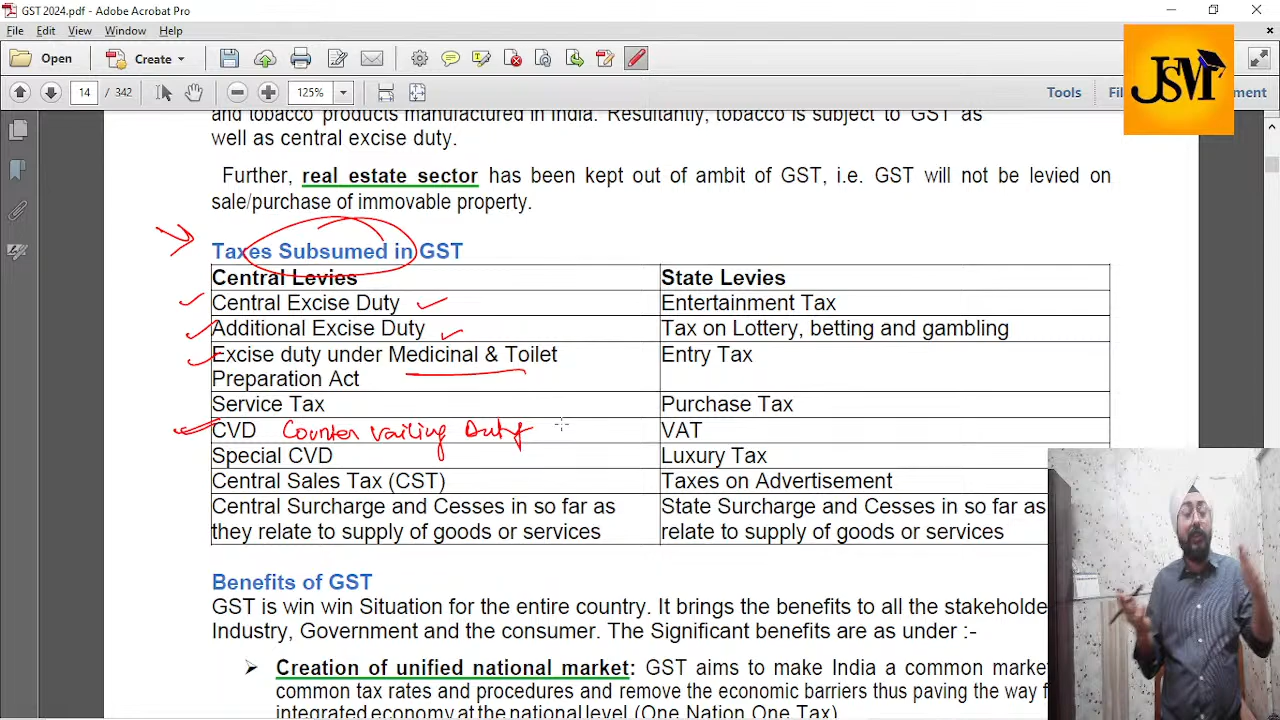 GST 2024.pdf - Adobe Acrobat Pro
File Edit View Window Help
Open Create
14 / 342 125% Tools
JSM
and tobacco products manufactured in India. Resultantly, tobacco is subject to GST as
well as central excise duty.
Further, real estate sector has been kept out of ambit of GST, i.e. GST will not be levied on
sale/purchase of immovable property.
Taxes Subsumed in GST
Central Levies State Levies
Central Excise Duty Entertainment Tax
Additional Excise Duty Tax on Lottery, betting and gambling
Excise duty under Medicinal & Toilet Entry Tax
Preparation Act
Service Tax Purchase Tax
CVD Counter Vailing Duty VAT
Special CVD Luxury Tax
Central Sales Tax (CST) Taxes on Advertisement
Central Surcharge and Cesses in so far as State Surcharge and Cesses in so far as
they relate to supply of goods or services relate to supply of goods or services
Benefits of GST
GST is win win Situation for the entire country. It brings the benefits to all the stakeholde
Industry, Government and the consumer. The Significant benefits are as under :-
Creation of unified national market: GST aims to make India a common market
common tax rates and procedures and remove the economic barriers thus paving the way f
integrated economy at the national level (One Nation One Tax)